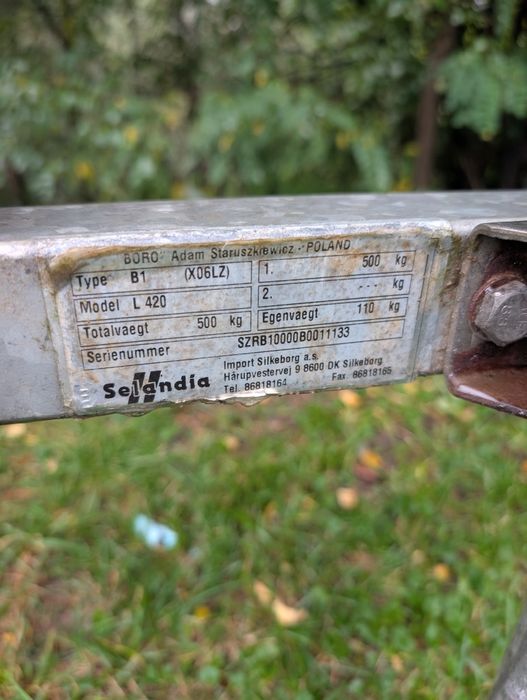 BORO Adam Staruszkiewicz - POLAND
Type B1 (X06LZ)
Model L 420
Totalvaegt 500 kg
1. 500 kg
2. --- kg
Egenvaegt 110 kg
Serienummer SZRB10000B0011133
Selandia
Import Silkeborg a.s.
Hårupvestervej 9 8600 DK Silkeborg
Tel. 86818164 Fax. 86818165